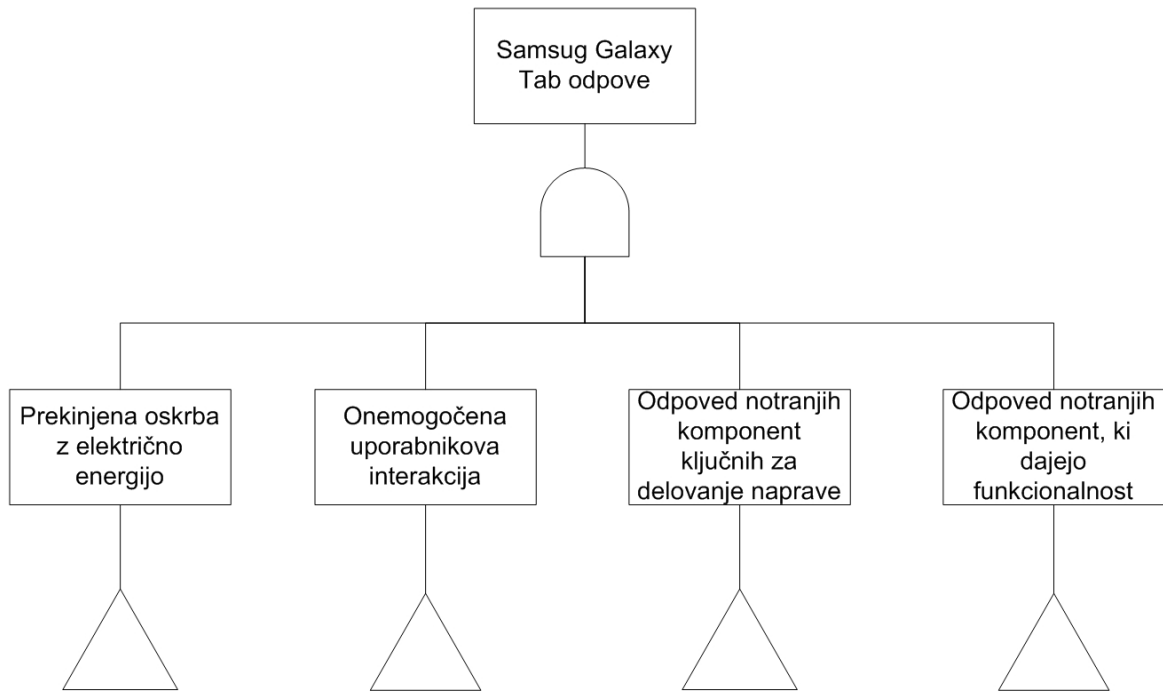 Samsug Galaxy
Tab odpove
Prekinjena oskrba
z električno
energijo
Onemogočena
uporabnikova
interakcija
Odpoved notranjih
komponent
ključnih za
delovanje naprave
Odpoved notranjih
komponent, ki
dajejo
funkcionalnost